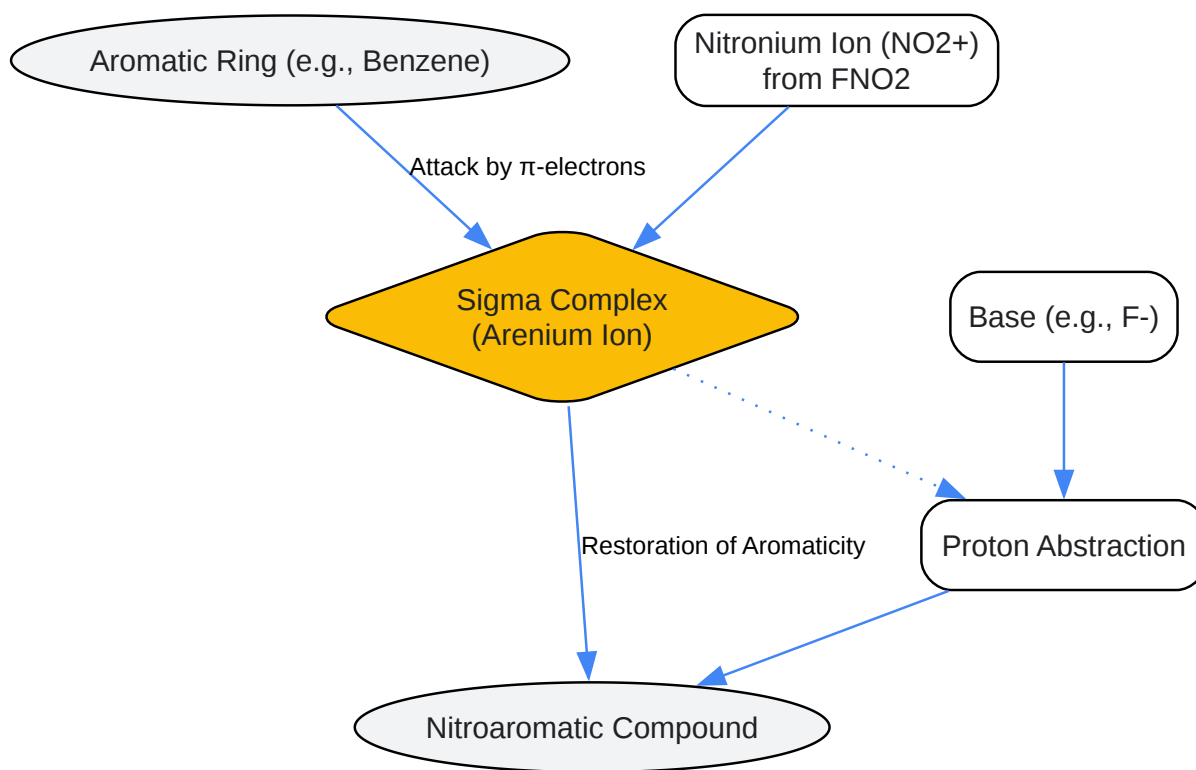 Aromatic Ring (e.g., Benzene)
Nitronium Ion (NO2+)
from FNO2
Attack by π-electrons
Sigma Complex
(Arenium Ion)
Base (e.g., F-)
Restoration of Aromaticity
Proton Abstraction
Nitroaromatic Compound